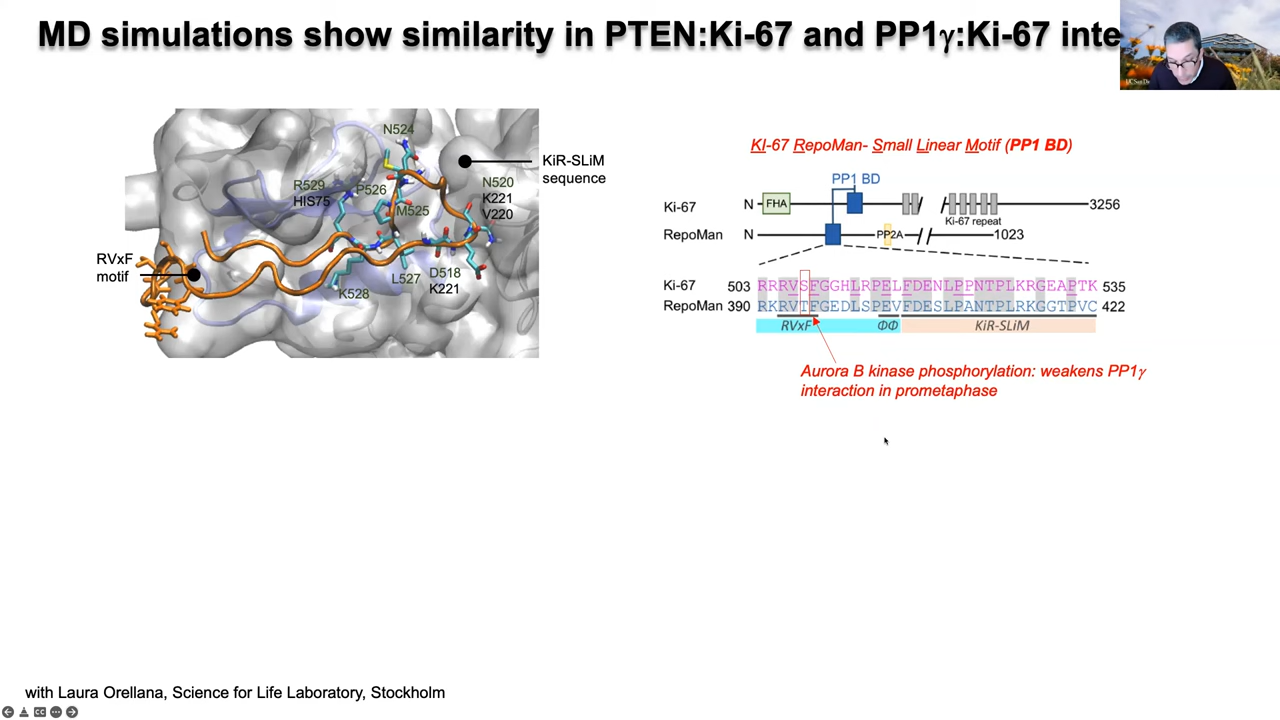 MD simulations show similarity in PTEN:Ki-67 and PP1γ:Ki-67 inte
N524
KiR-SLiM
sequence
R529
HIS75
P526
N520
K221
V220
M525
RVxF
motif
L527
D518
K221
K528
KI-67 RepoMan- Small Linear Motif (PP1 BD)
PP1 BD
Ki-67 N FHA 3256
Ki-67 repeat
RepoMan N PP2A 1023
Ki-67 503 RRRVSFGGHLRPELFDENLPPNTPLKRGEAPTK 535
RepoMan 390 RKRVTFGEDLSPEVFDESLPANTPLRKGGTPVC 422
RVxF ΦΦ KiR-SLiM
Aurora B kinase phosphorylation: weakens PP1γ
interaction in prometaphase
with Laura Orellana, Science for Life Laboratory, Stockholm